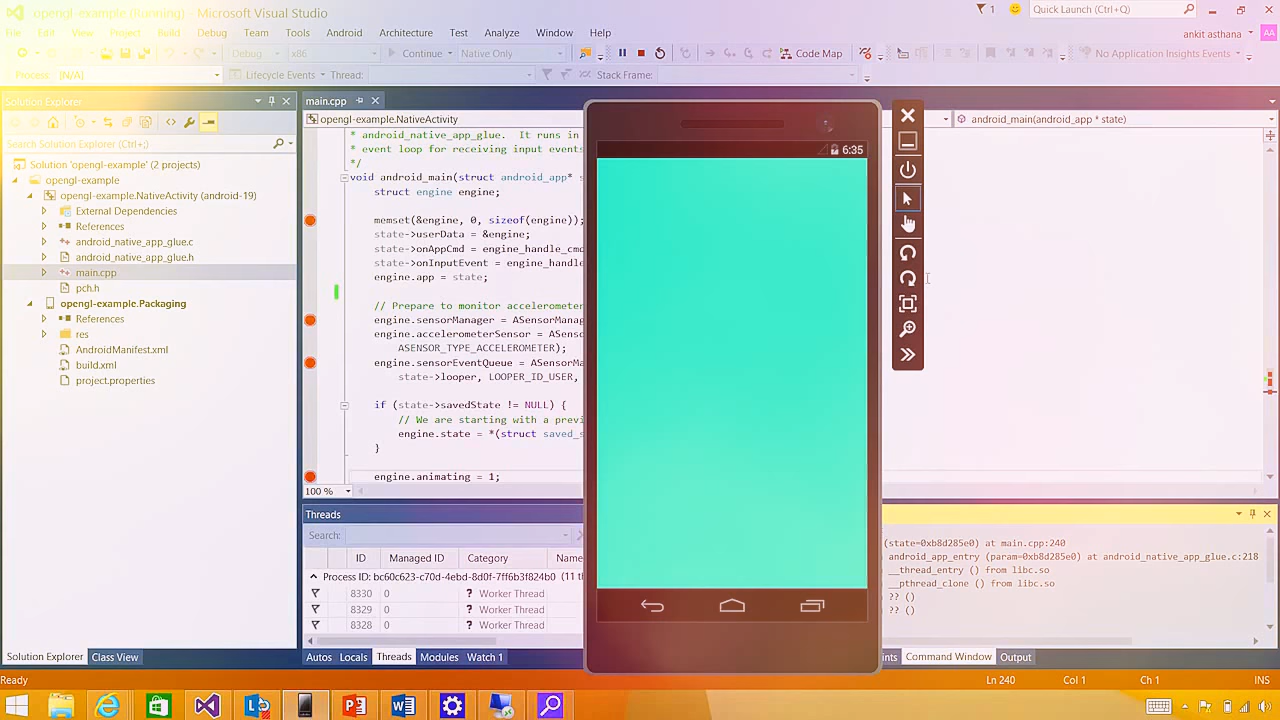 opengl-example (Running) - Microsoft Visual Studio
1
Quick Launch (Ctrl+Q)
File Edit View Project Build Debug Team Tools Android Architecture Test Analyze Window Help
ankit asthana
AA
Debug x86 Continue Native Only Code Map No Application Insights Events
Process: [N/A] Lifecycle Events Thread: Stack Frame:
Solution Explorer
Search Solution Explorer (Ctrl+;)
Solution 'opengl-example' (2 projects)
opengl-example
opengl-example.NativeActivity (android-19)
External Dependencies
References
android_native_app_glue.c
android_native_app_glue.h
main.cpp
pch.h
opengl-example.Packaging
References
res
AndroidManifest.xml
build.xml
project.properties
Solution Explorer Class View
main.cpp
opengl-example.NativeActivity
android_main(android_app * state)
* android_native_app_glue. It runs in
* event loop for receiving input events
*/
void android_main(struct android_app* s
struct engine engine;
memset(&engine, 0, sizeof(engine));
state->userData = &engine;
state->onAppCmd = engine_handle_cmd
state->onInputEvent = engine_handle
engine.app = state;
// Prepare to monitor accelerometer
engine.sensorManager = ASensorManag
engine.accelerometerSensor = ASenso
ASENSOR_TYPE_ACCELEROMETER);
engine.sensorEventQueue = ASensorMa
state->looper, LOOPER_ID_USER,
if (state->savedState != NULL) {
// We are starting with a previ
engine.state = *(struct saved_s
}
engine.animating = 1;
100 %
6:35
Threads
Search:
ID Managed ID Category Name
Process ID: bc60c623-c70d-4ebd-8d0f-7ff6b3f824b0 (11 th
8330 0 ? Worker Thread
8329 0 ? Worker Thread
8328 0 ? Worker Thread
Autos Locals Threads Modules Watch 1
(state=0xb8d285e0) at main.cpp:240
android_app_entry (param=0xb8d285e0) at android_native_app_glue.c:218
__thread_entry () from libc.so
__pthread_clone () from libc.so
?? ()
?? ()
ints Command Window Output
Ready Ln 240 Col 1 Ch 1 INS